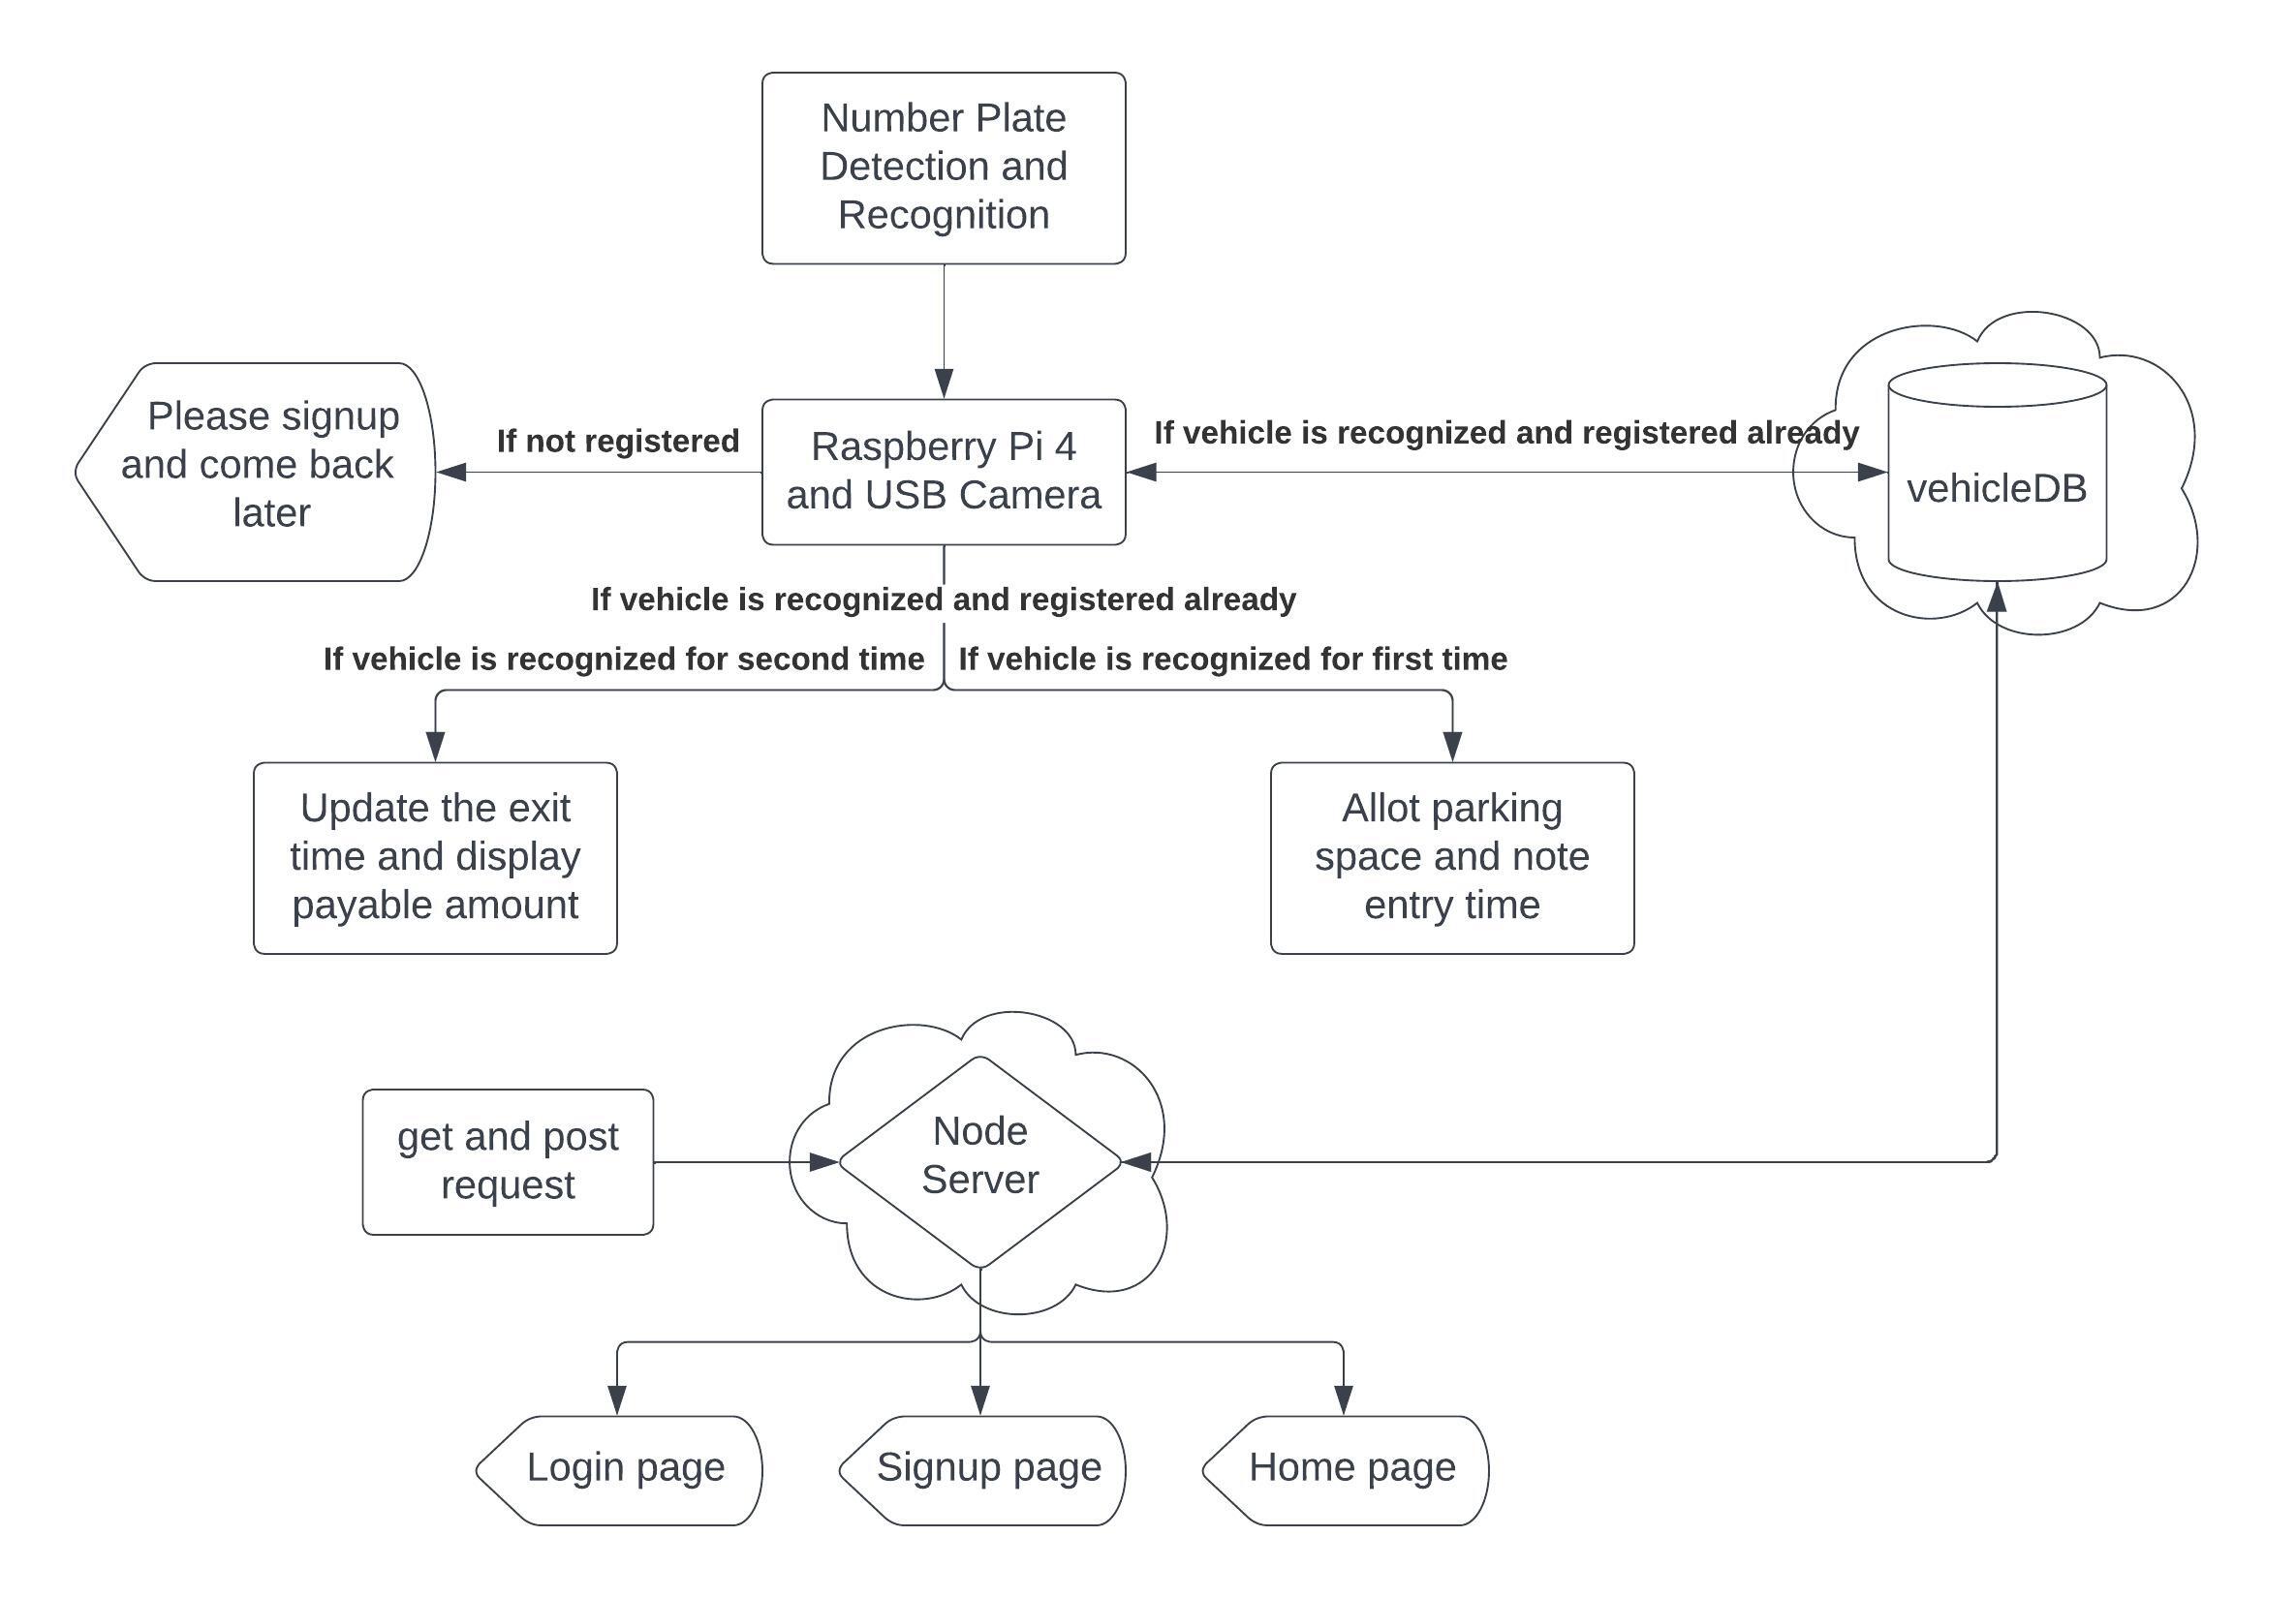 Number Plate
Detection and
Recognition
Please signup
and come back
later
If not registered
Raspberry Pi 4
and USB Camera
If vehicle is recognized and registered already
vehicleDB
If vehicle is recognized and registered already
If vehicle is recognized for second time
If vehicle is recognized for first time
Update the exit
time and display
payable amount
Allot parking
space and note
entry time
get and post
request
Node
Server
Login page
Signup page
Home page